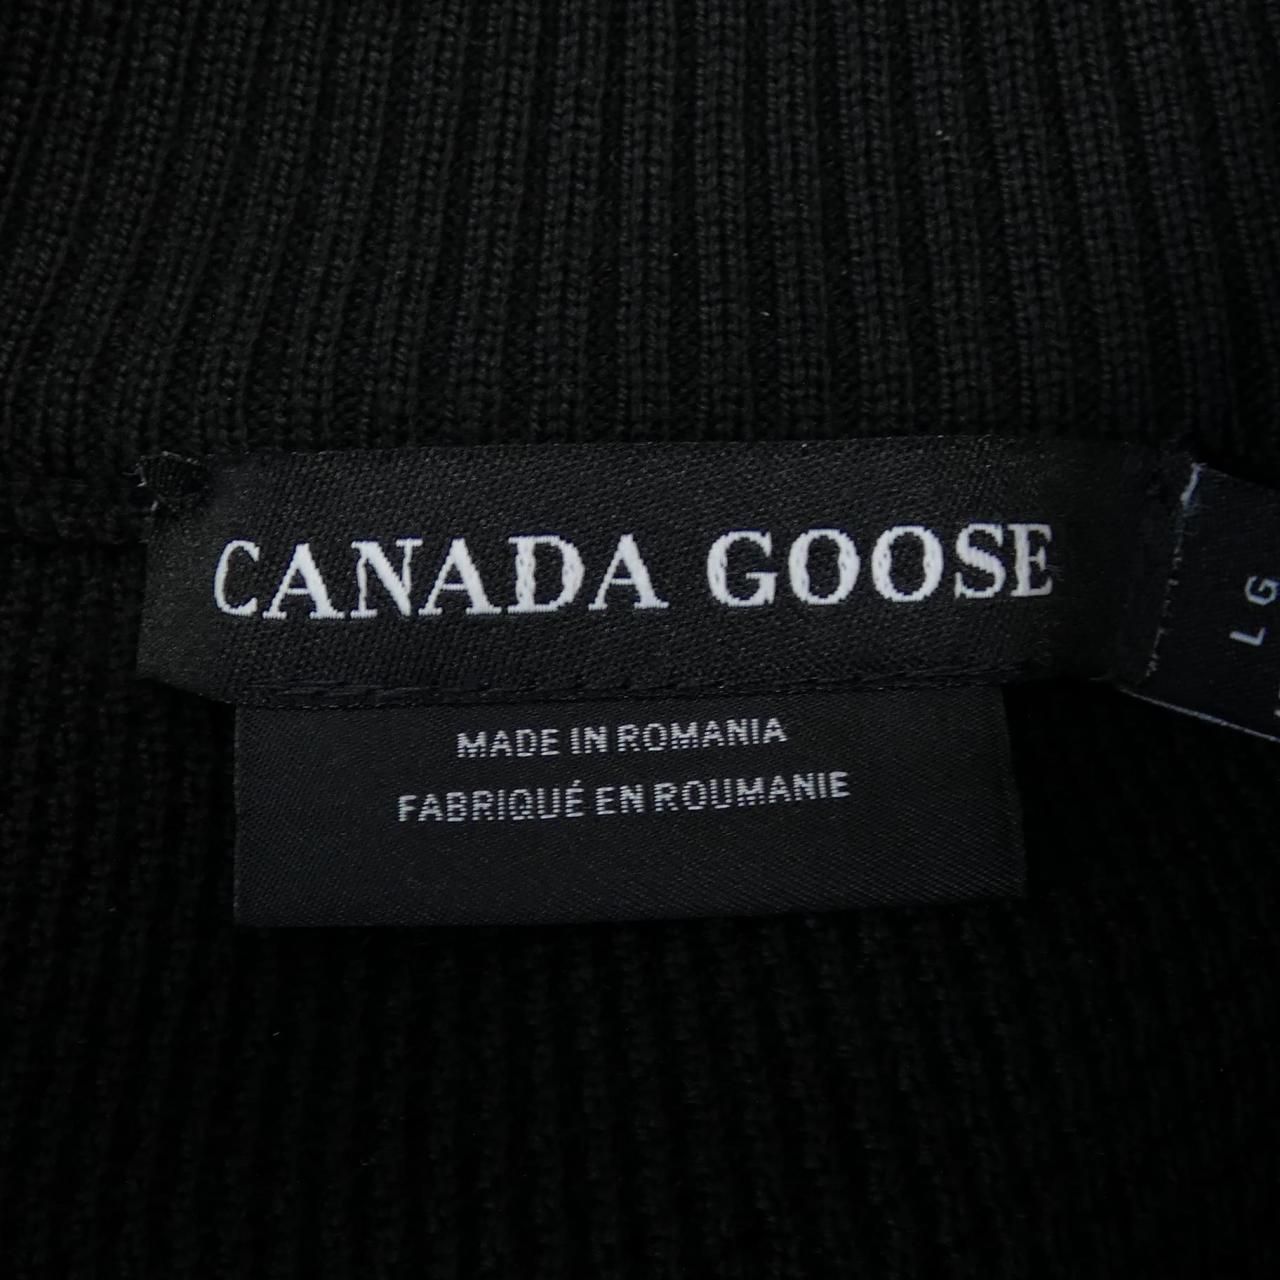 CANADA GOOSE
MADE IN ROMANIA
FABRIQUÉ EN ROUMANIE
LG